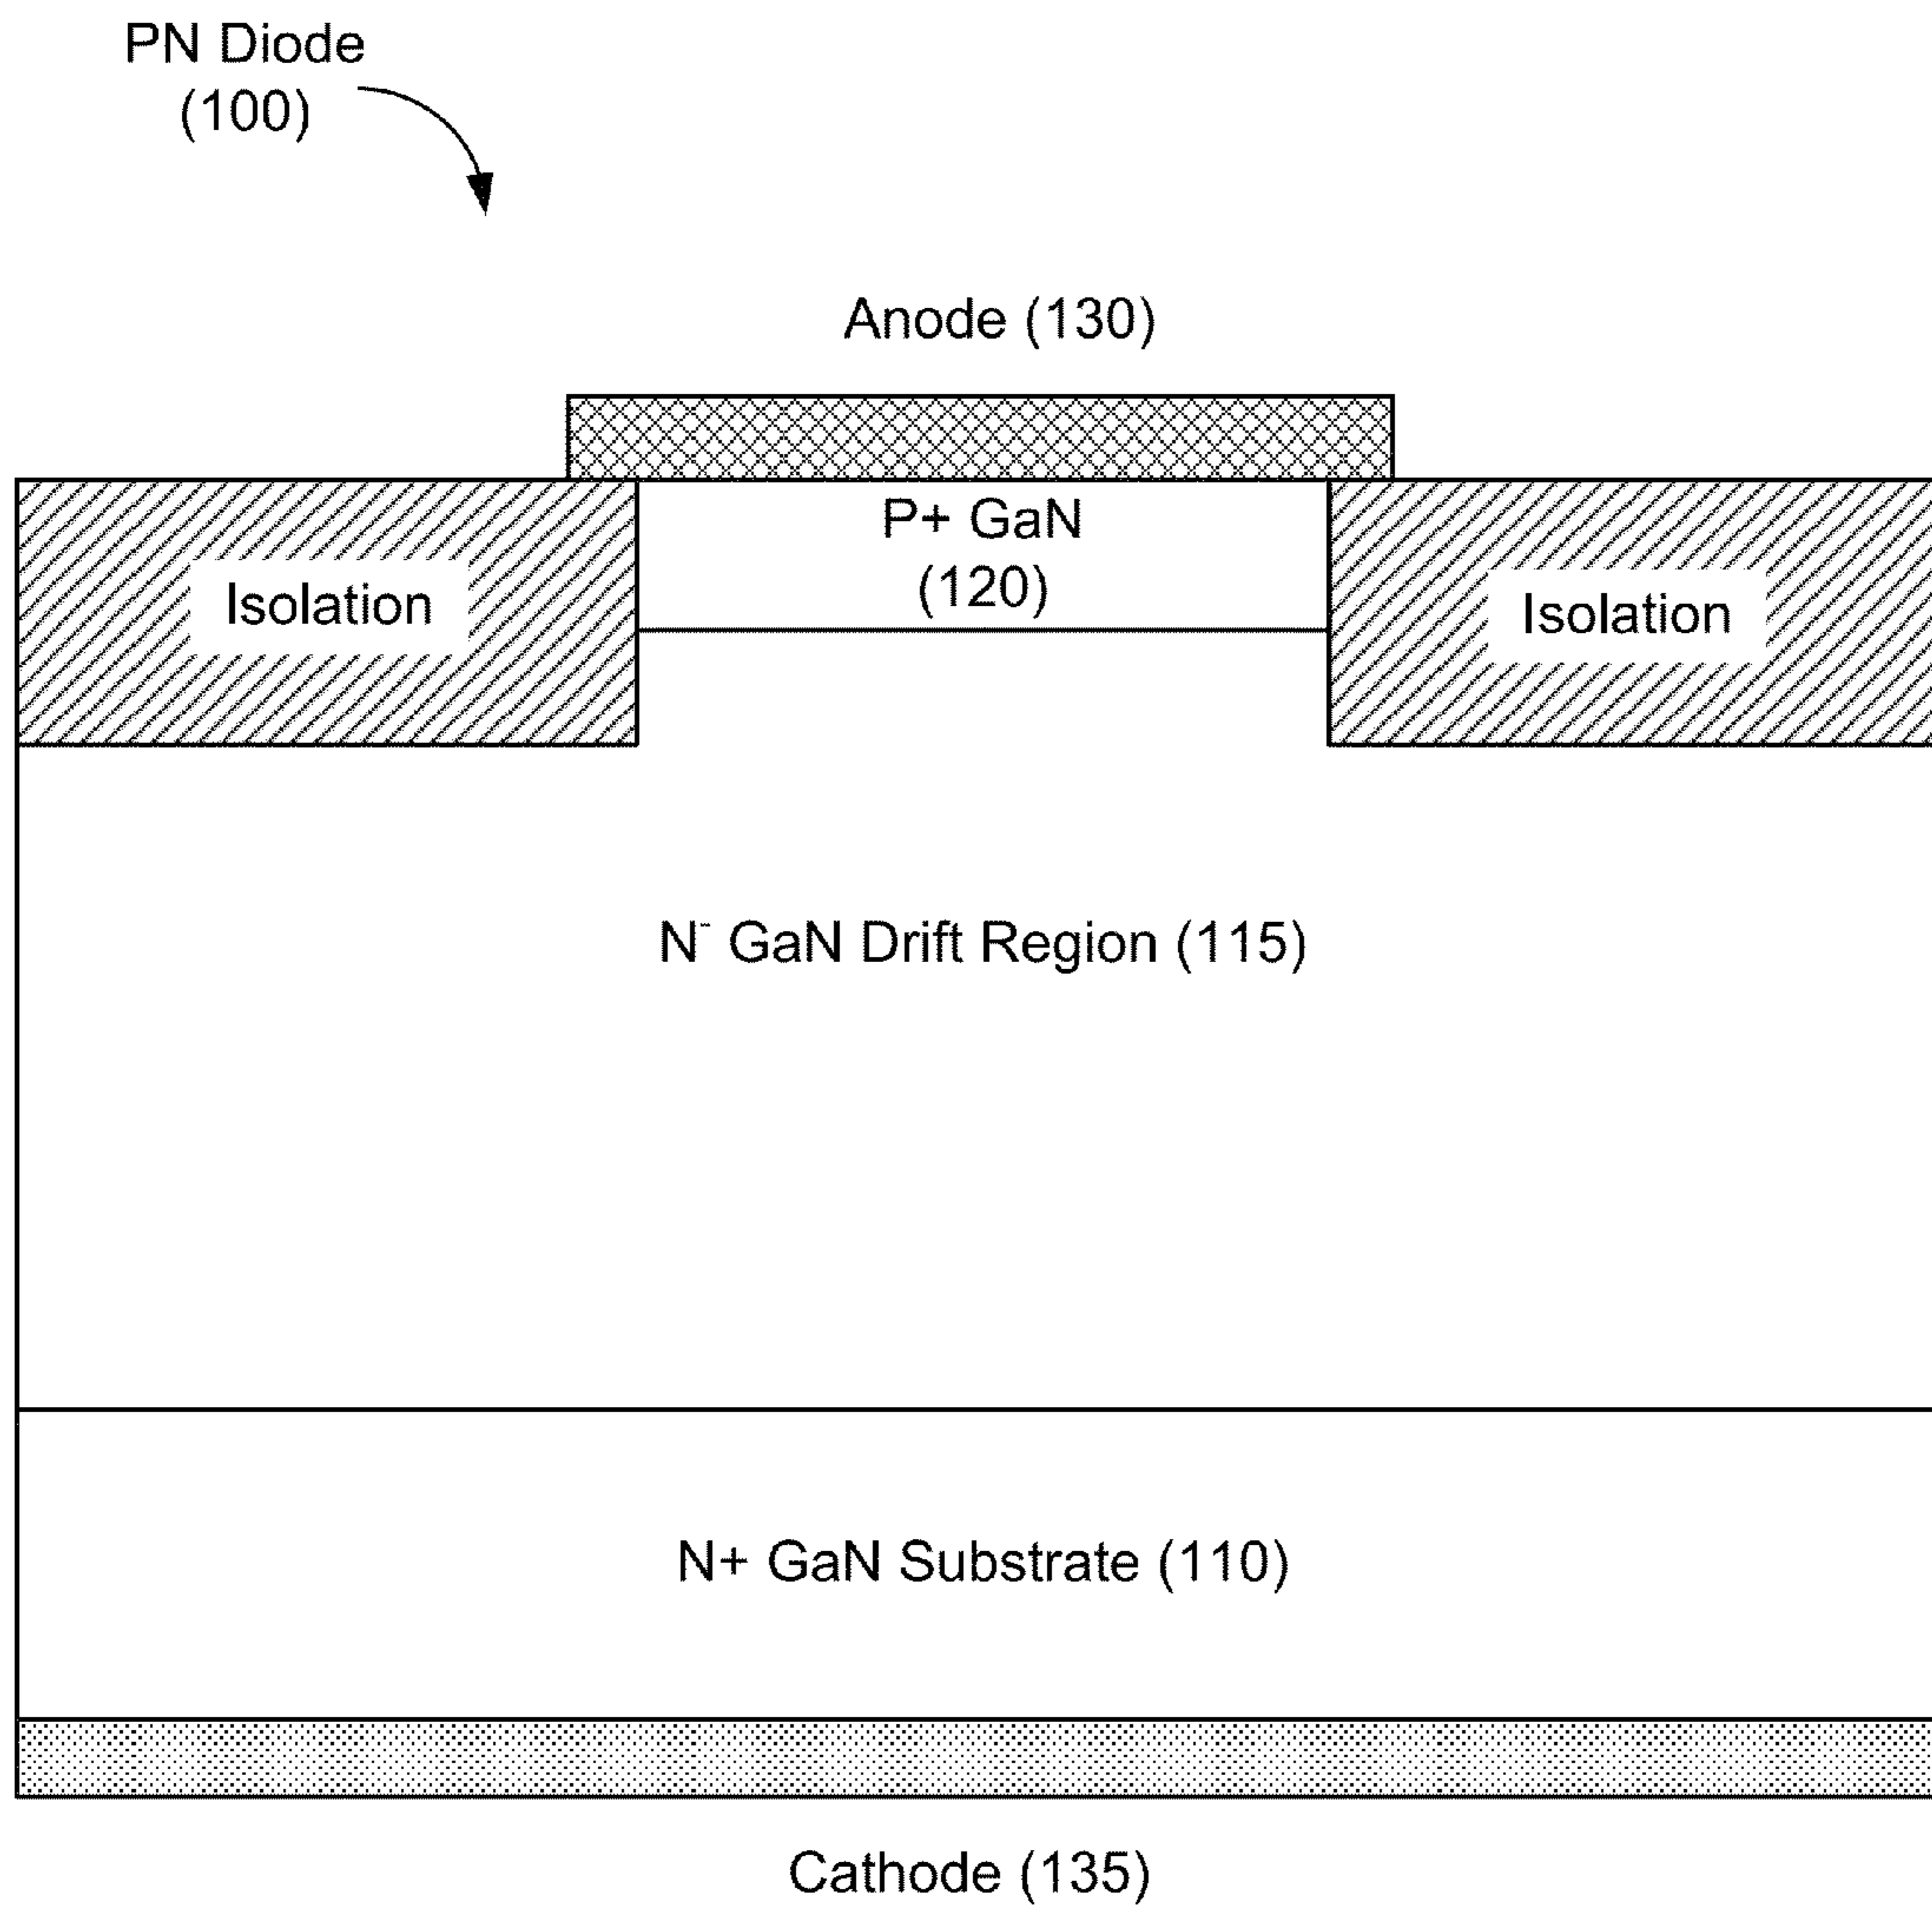 PN Diode
(100)
Anode (130)
P+ GaN
(120)
Isolation
Isolation
N⁻ GaN Drift Region (115)
N+ GaN Substrate (110)
Cathode (135)